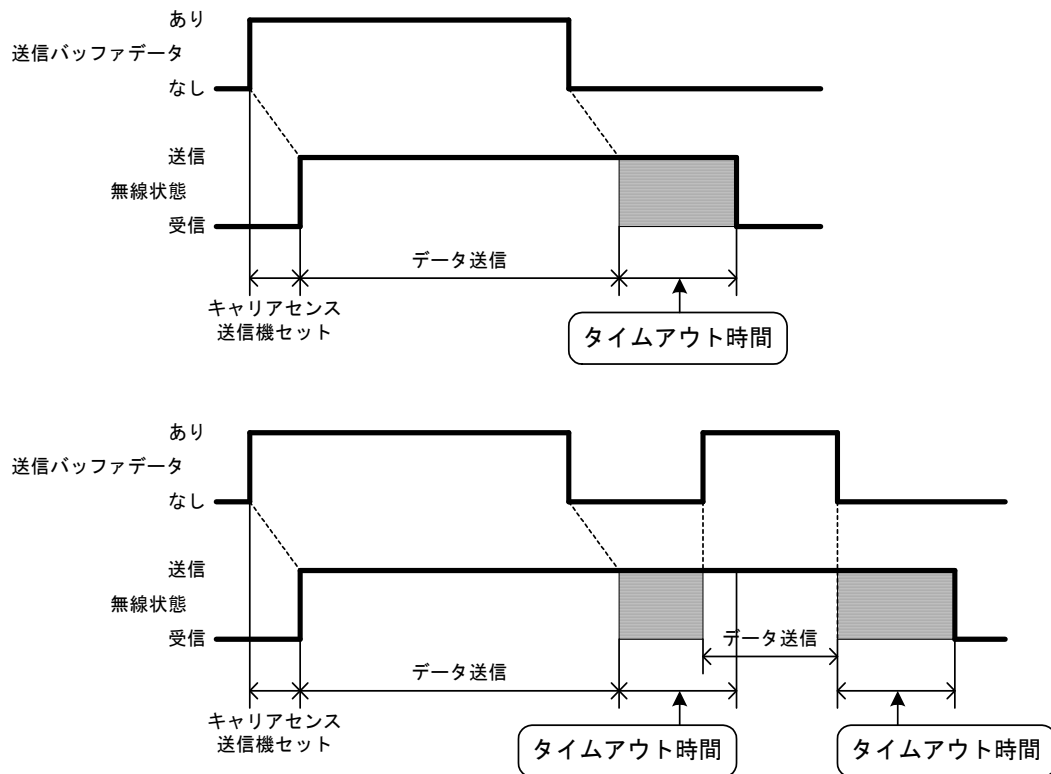 あり
送信バッファデータ
なし
送信
無線状態
受信
データ送信
キャリアセンス
送信機セット
タイムアウト時間
あり
送信バッファデータ
なし
送信
無線状態
受信
データ送信
データ送信
キャリアセンス
送信機セット
タイムアウト時間
タイムアウト時間